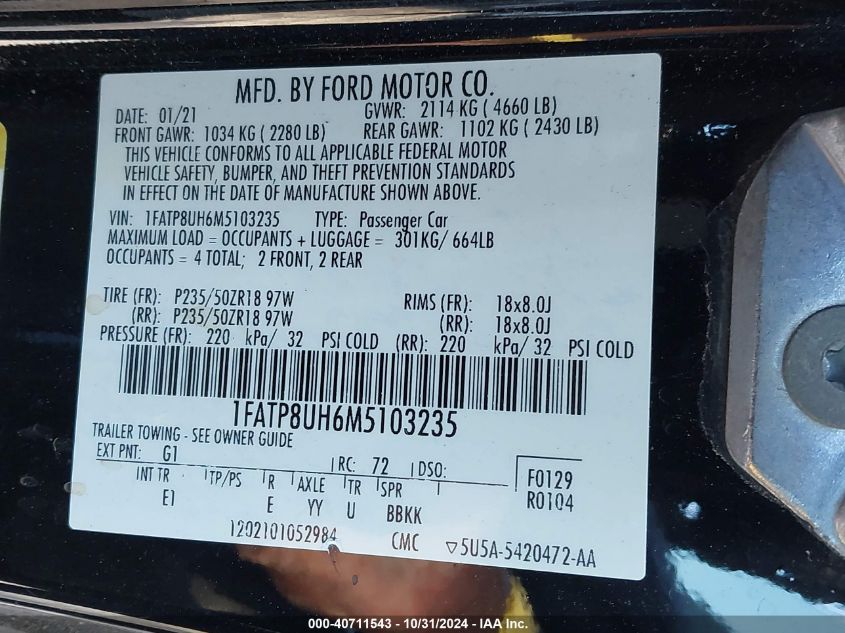 MFD. BY FORD MOTOR CO.
DATE: 01/21 GVWR: 2114 KG ( 4660 LB)
FRONT GAWR: 1034 KG ( 2280 LB) REAR GAWR: 1102 KG ( 2430 LB)
THIS VEHICLE CONFORMS TO ALL APPLICABLE FEDERAL MOTOR
VEHICLE SAFETY, BUMPER, AND THEFT PREVENTION STANDARDS
IN EFFECT ON THE DATE OF MANUFACTURE SHOWN ABOVE.
VIN: 1FATP8UH6M5103235 TYPE: Passenger Car
MAXIMUM LOAD = OCCUPANTS + LUGGAGE = 301KG/ 664LB
OCCUPANTS = 4 TOTAL; 2 FRONT, 2 REAR
TIRE (FR): P235/50ZR18 97W RIMS (FR): 18x8.0J
(RR): P235/50ZR18 97W (RR): 18x8.0J
PRESSURE (FR): 220 kPa/ 32 PSI COLD (RR): 220 kPa/ 32 PSI COLD
1FATP8UH6M5103235
TRAILER TOWING - SEE OWNER GUIDE
EXT PNT: G1 RC: 72 DSO:
INT TR TP/PS R AXLE TR SPR
E1 E YY U BBKK
F0129
R0104
1202101052984 CMC ▽5U5A-5420472-AA
000-40711543 - 10/31/2024 - IAA Inc.